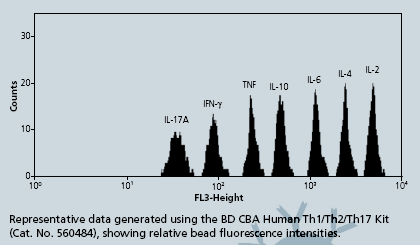 30
20
10
0
Counts
IL-17A
IFN-γ
TNF
IL-10
IL-6
IL-4
IL-2
10⁰
10¹
10²
10³
10⁴
FL3-Height
Representative data generated using the BD CBA Human Th1/Th2/Th17 Kit
(Cat. No. 560484), showing relative bead fluorescence intensities.